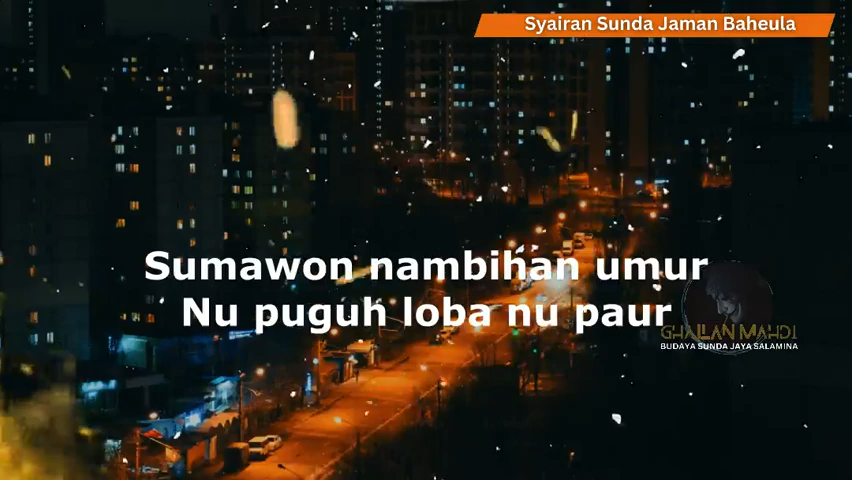 Syairan Sunda Jaman Baheula
Sumawon nambihan umur
Nu puguh loba nu paur
GHAILAN MAHDI
BUDAYA SUNDA JAYA SALAMINA